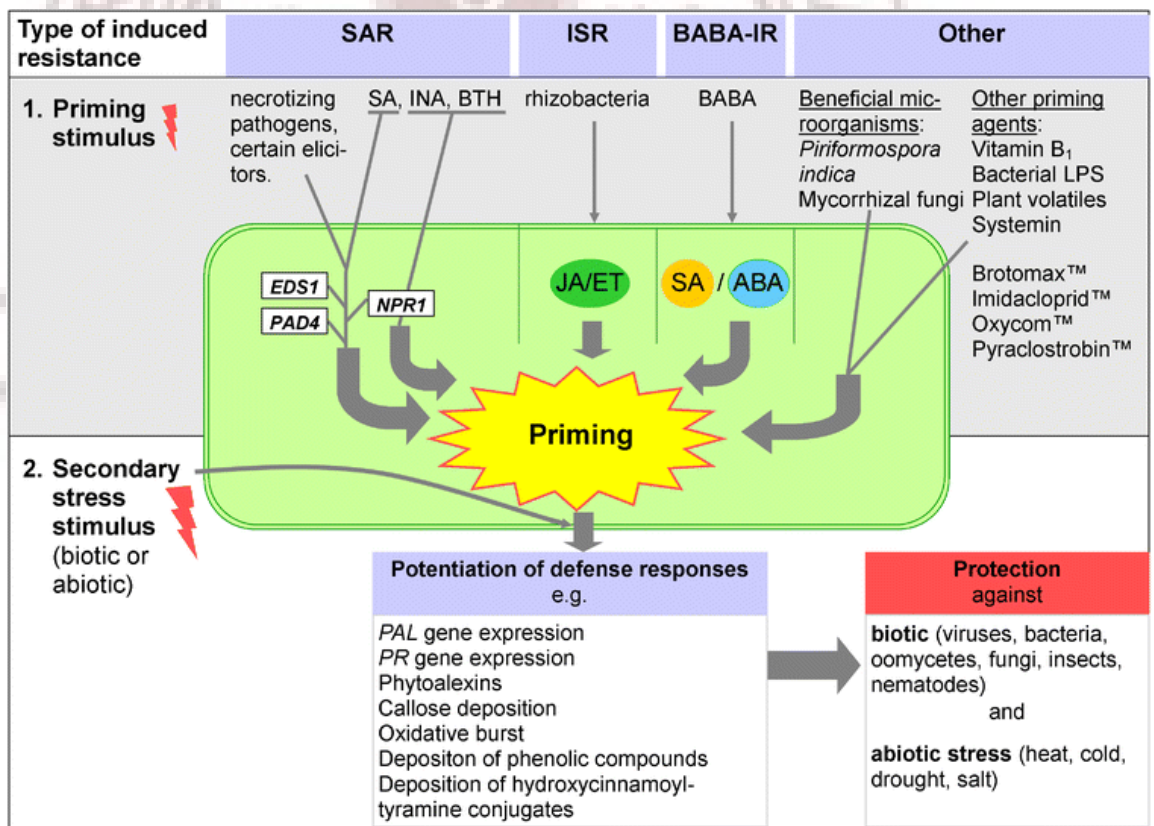 Type of induced
resistance
SAR
ISR
BABA-IR
Other
1. Priming
stimulus
necrotizing
pathogens,
certain elici-
tors.
SA, INA, BTH
rhizobacteria
BABA
Beneficial mic-
roorganisms:
Piriformospora
indica
Mycorrhizal fungi
Other priming
agents:
Vitamin B₁
Bacterial LPS
Plant volatiles
Systemin
Brotomax™
Imidacloprid™
Oxycom™
Pyraclostrobin™
EDS1
PAD4
NPR1
JA/ET
SA / ABA
Priming
2. Secondary
stress
stimulus
(biotic or
abiotic)
Potentiation of defense responses
e.g.
PAL gene expression
PR gene expression
Phytoalexins
Callose deposition
Oxidative burst
Depositon of phenolic compounds
Deposition of hydroxycinnamoyl-
tyramine conjugates
Protection
against
biotic (viruses, bacteria,
oomycetes, fungi, insects,
nematodes)
and
abiotic stress (heat, cold,
drought, salt)